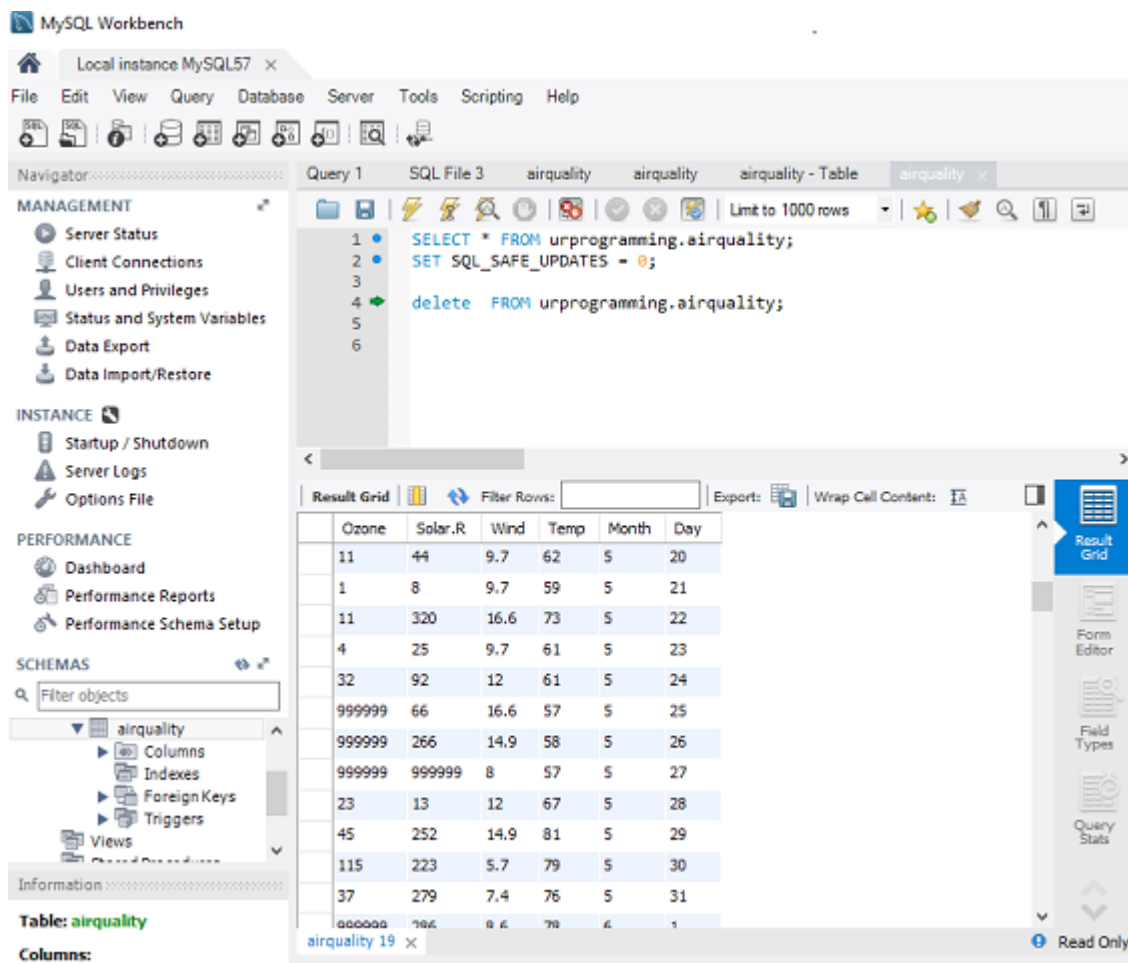 MySQL Workbench
Local instance MySQL57 ×
File Edit View Query Database Server Tools Scripting Help
Navigator
Query 1 SQL File 3 airquality airquality airquality - Table airquality ×
MANAGEMENT
Server Status
Client Connections
Users and Privileges
Status and System Variables
Data Export
Data Import/Restore
INSTANCE
Startup / Shutdown
Server Logs
Options File
PERFORMANCE
Dashboard
Performance Reports
Performance Schema Setup
SCHEMAS
Filter objects
airquality
Columns
Indexes
Foreign Keys
Triggers
Views
Information
Table: airquality
Columns:
Limit to 1000 rows
1 SELECT * FROM urprogramming.airquality;
2 SET SQL_SAFE_UPDATES = 0;
3
4 delete FROM urprogramming.airquality;
5
6
Result Grid Filter Rows: Export: Wrap Cell Content:
Ozone Solar.R Wind Temp Month Day
11 44 9.7 62 5 20
1 8 9.7 59 5 21
11 320 16.6 73 5 22
4 25 9.7 61 5 23
32 92 12 61 5 24
999999 66 16.6 57 5 25
999999 266 14.9 58 5 26
999999 999999 8 57 5 27
23 13 12 67 5 28
45 252 14.9 81 5 29
115 223 5.7 79 5 30
37 279 7.4 76 5 31
999999 286 8.6 78 6 1
Result
Grid
Form
Editor
Field
Types
Query
Stats
airquality 19 ×
Read Only